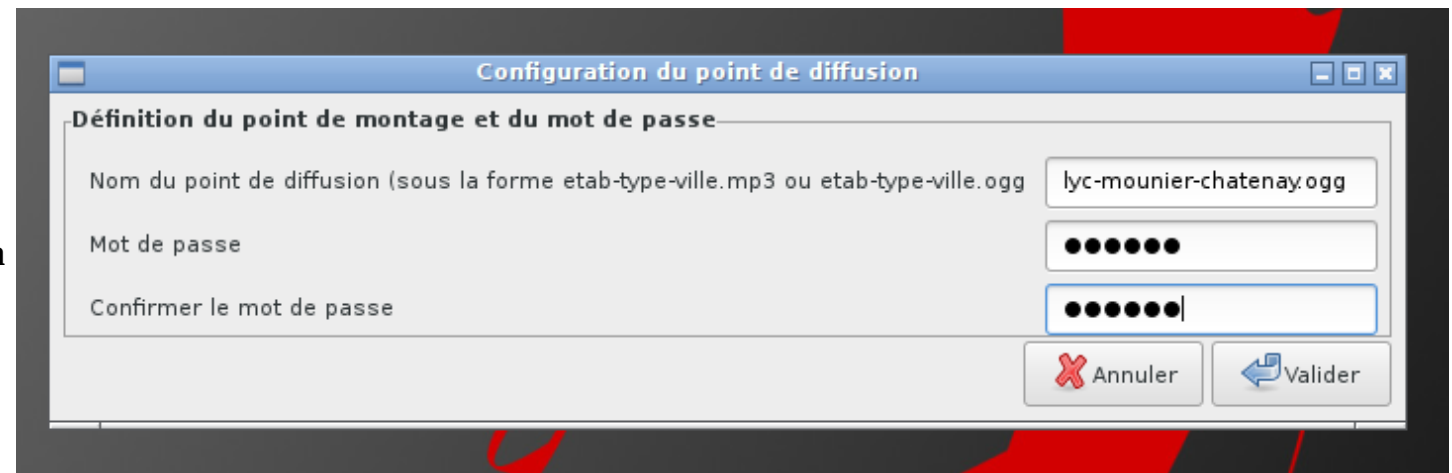 Configuration du point de diffusion
Définition du point de montage et du mot de passe
Nom du point de diffusion (sous la forme etab-type-ville.mp3 ou etab-type-ville.ogg lyc-mounier-chatenay.ogg
Mot de passe ●●●●●●
Confirmer le mot de passe ●●●●●●
Annuler Valider